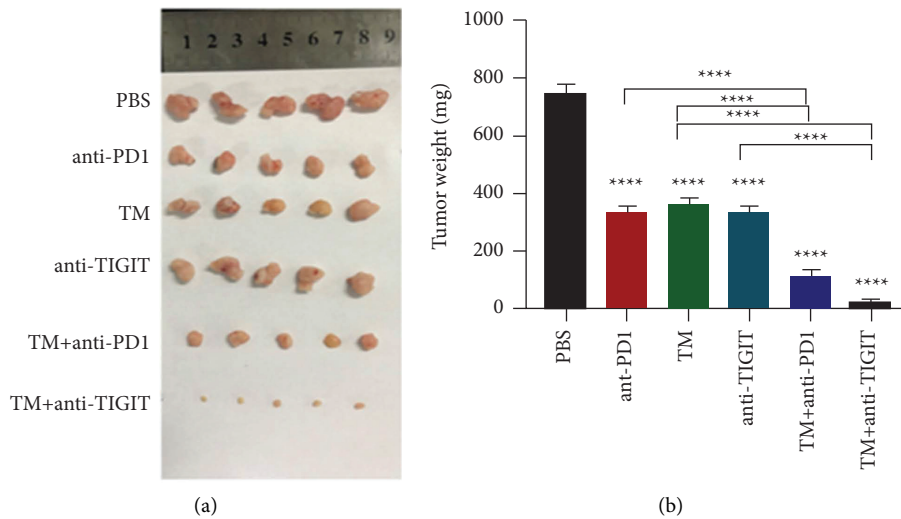 1 2 3 4 5 6 7 8 9
PBS
anti-PD1
TM
anti-TIGIT
TM+anti-PD1
TM+anti-TIGIT
(a)
Tumor weight (mg)
1000
800
600
400
200
0
****
****
****
****
**** **** ****
****
****
PBS
ant-PD1
TM
anti-TIGIT
TM+anti-PD1
TM+anti-TIGIT
(b)